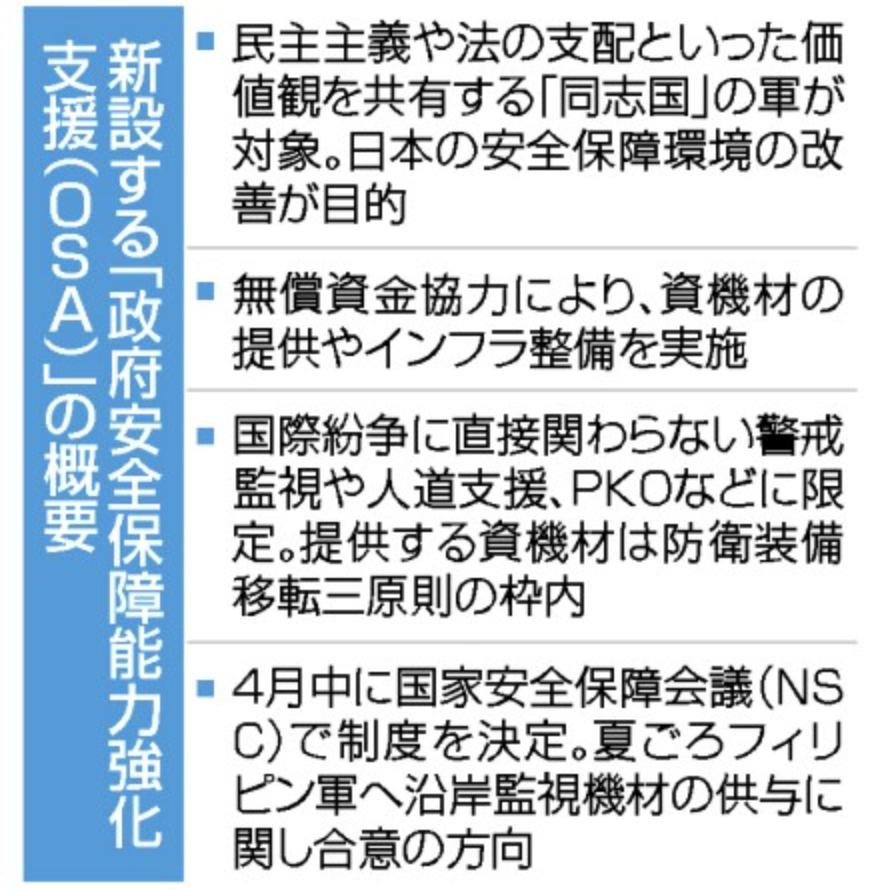 新設する「政府安全保障能力強化
支援(OSA)」の概要
民主主義や法の支配といった価
値観を共有する「同志国」の軍が
対象。日本の安全保障環境の改
善が目的
無償資金協力により、資機材の
提供やインフラ整備を実施
国際紛争に直接関わらない警戒
監視や人道支援、PKOなどに限
定。提供する資機材は防衛装備
移転三原則の枠内
4月中に国家安全保障会議(NS
C)で制度を決定。夏ごろフィリ
ピン軍へ沿岸監視機材の供与に
関し合意の方向